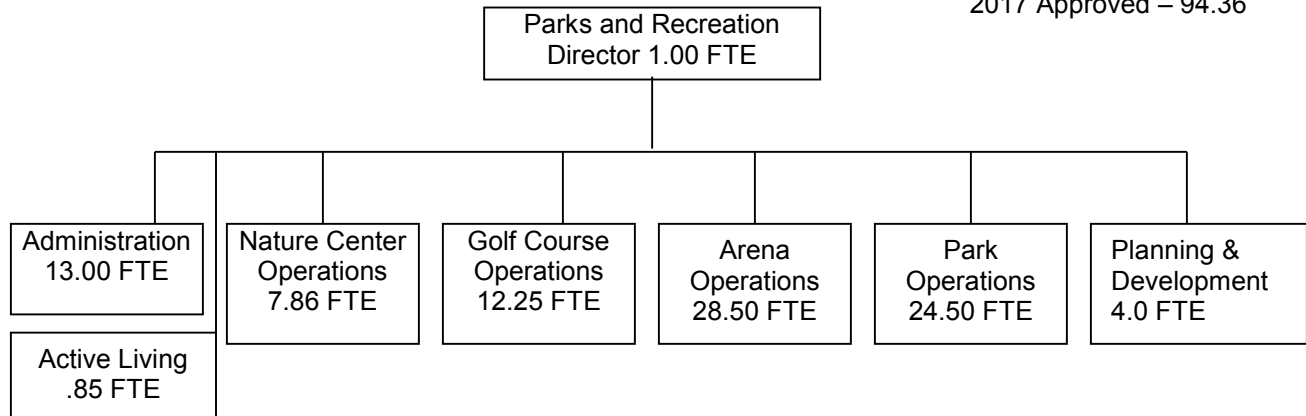 2017 Approved – 94.36
Parks and Recreation
Director 1.00 FTE
Administration
13.00 FTE
Nature Center
Operations
7.86 FTE
Golf Course
Operations
12.25 FTE
Arena
Operations
28.50 FTE
Park
Operations
24.50 FTE
Planning &
Development
4.0 FTE
Active Living
.85 FTE